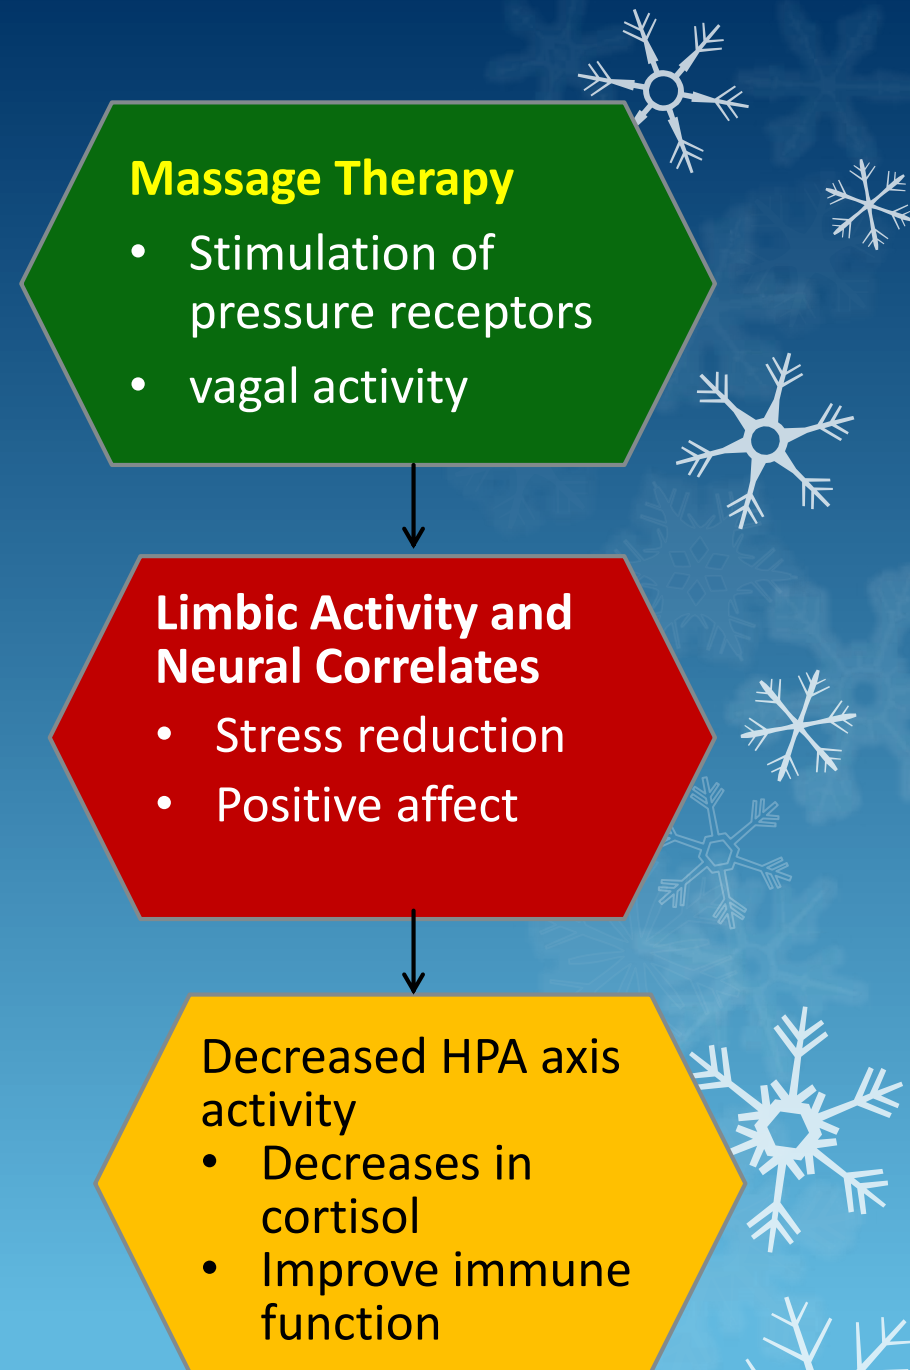 Massage Therapy
• Stimulation of
pressure receptors
• vagal activity
Limbic Activity and
Neural Correlates
• Stress reduction
• Positive affect
Decreased HPA axis
activity
• Decreases in
cortisol
• Improve immune
function